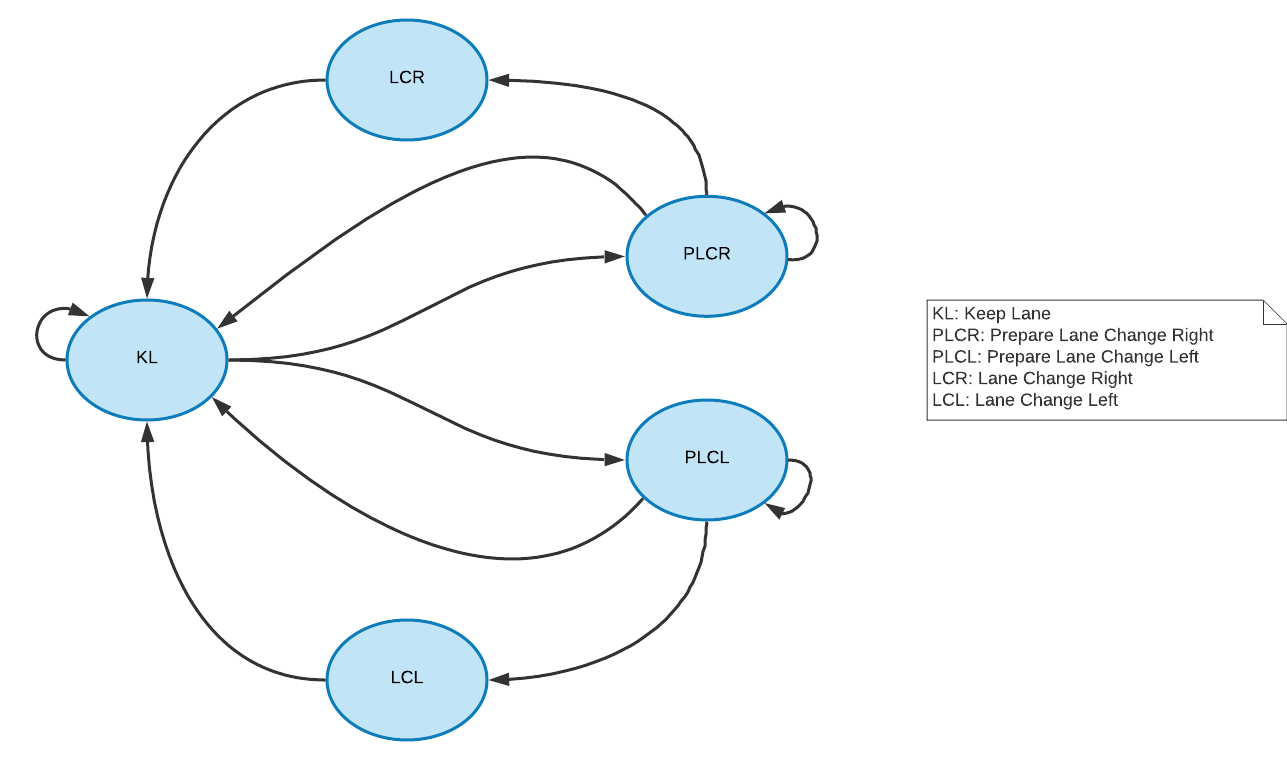 LCR
PLCR
KL
PLCL
LCL
KL: Keep Lane
PLCR: Prepare Lane Change Right
PLCL: Prepare Lane Change Left
LCR: Lane Change Right
LCL: Lane Change Left